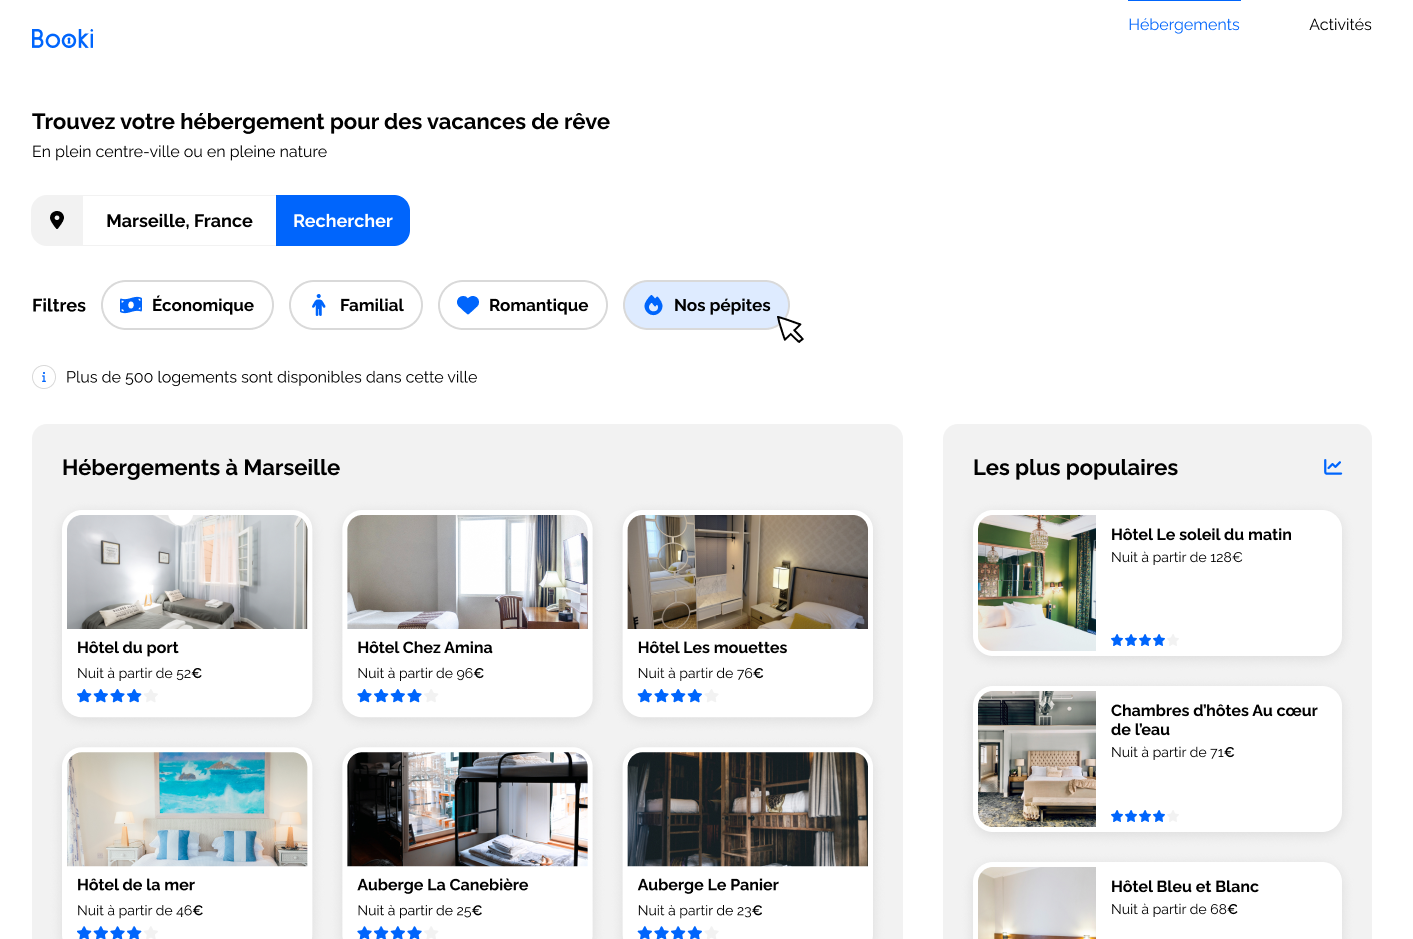 Booki
Hébergements
Activités
Trouvez votre hébergement pour des vacances de rêve
En plein centre-ville ou en pleine nature
Marseille, France
Rechercher
Filtres
Économique
Familial
Romantique
Nos pépites
Plus de 500 logements sont disponibles dans cette ville
Hébergements à Marseille
Hôtel du port
Nuit à partir de 52€
Hôtel Chez Amina
Nuit à partir de 96€
Hôtel Les mouettes
Nuit à partir de 76€
Hôtel de la mer
Nuit à partir de 46€
Auberge La Canebière
Nuit à partir de 25€
Auberge Le Panier
Nuit à partir de 23€
Les plus populaires
Hôtel Le soleil du matin
Nuit à partir de 128€
Chambres d’hôtes Au cœur
de l’eau
Nuit à partir de 71€
Hôtel Bleu et Blanc
Nuit à partir de 68€